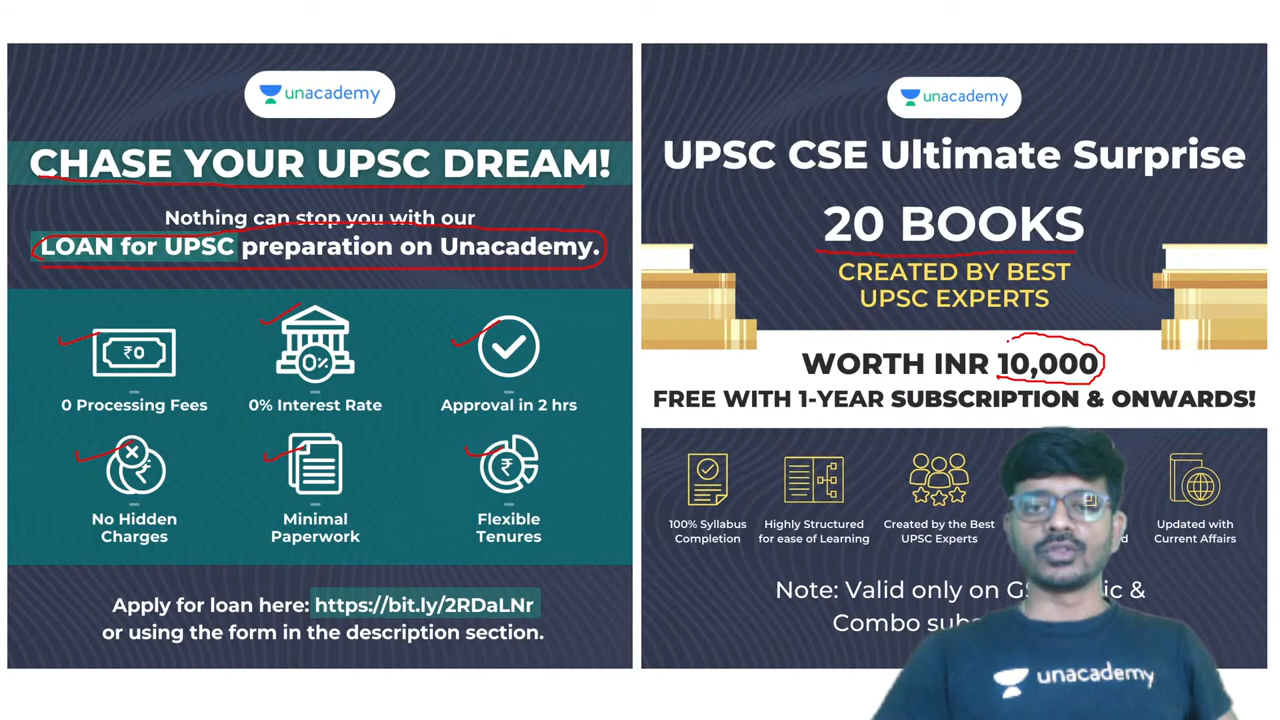 unacademy
CHASE YOUR UPSC DREAM!
Nothing can stop you with our
LOAN for UPSC preparation on Unacademy.
₹0
0%
0 Processing Fees
0% Interest Rate
Approval in 2 hrs
₹
₹
No Hidden
Charges
Minimal
Paperwork
Flexible
Tenures
Apply for loan here: https://bit.ly/2RDaLNr
or using the form in the description section.
unacademy
UPSC CSE Ultimate Surprise
20 BOOKS
CREATED BY BEST
UPSC EXPERTS
WORTH INR 10,000
FREE WITH 1-YEAR SUBSCRIPTION & ONWARDS!
100% Syllabus
Completion
Highly Structured
for ease of Learning
Created by the Best
UPSC Experts
Updated with
Current Affairs
Note: Valid only on &
Combo
unacademy